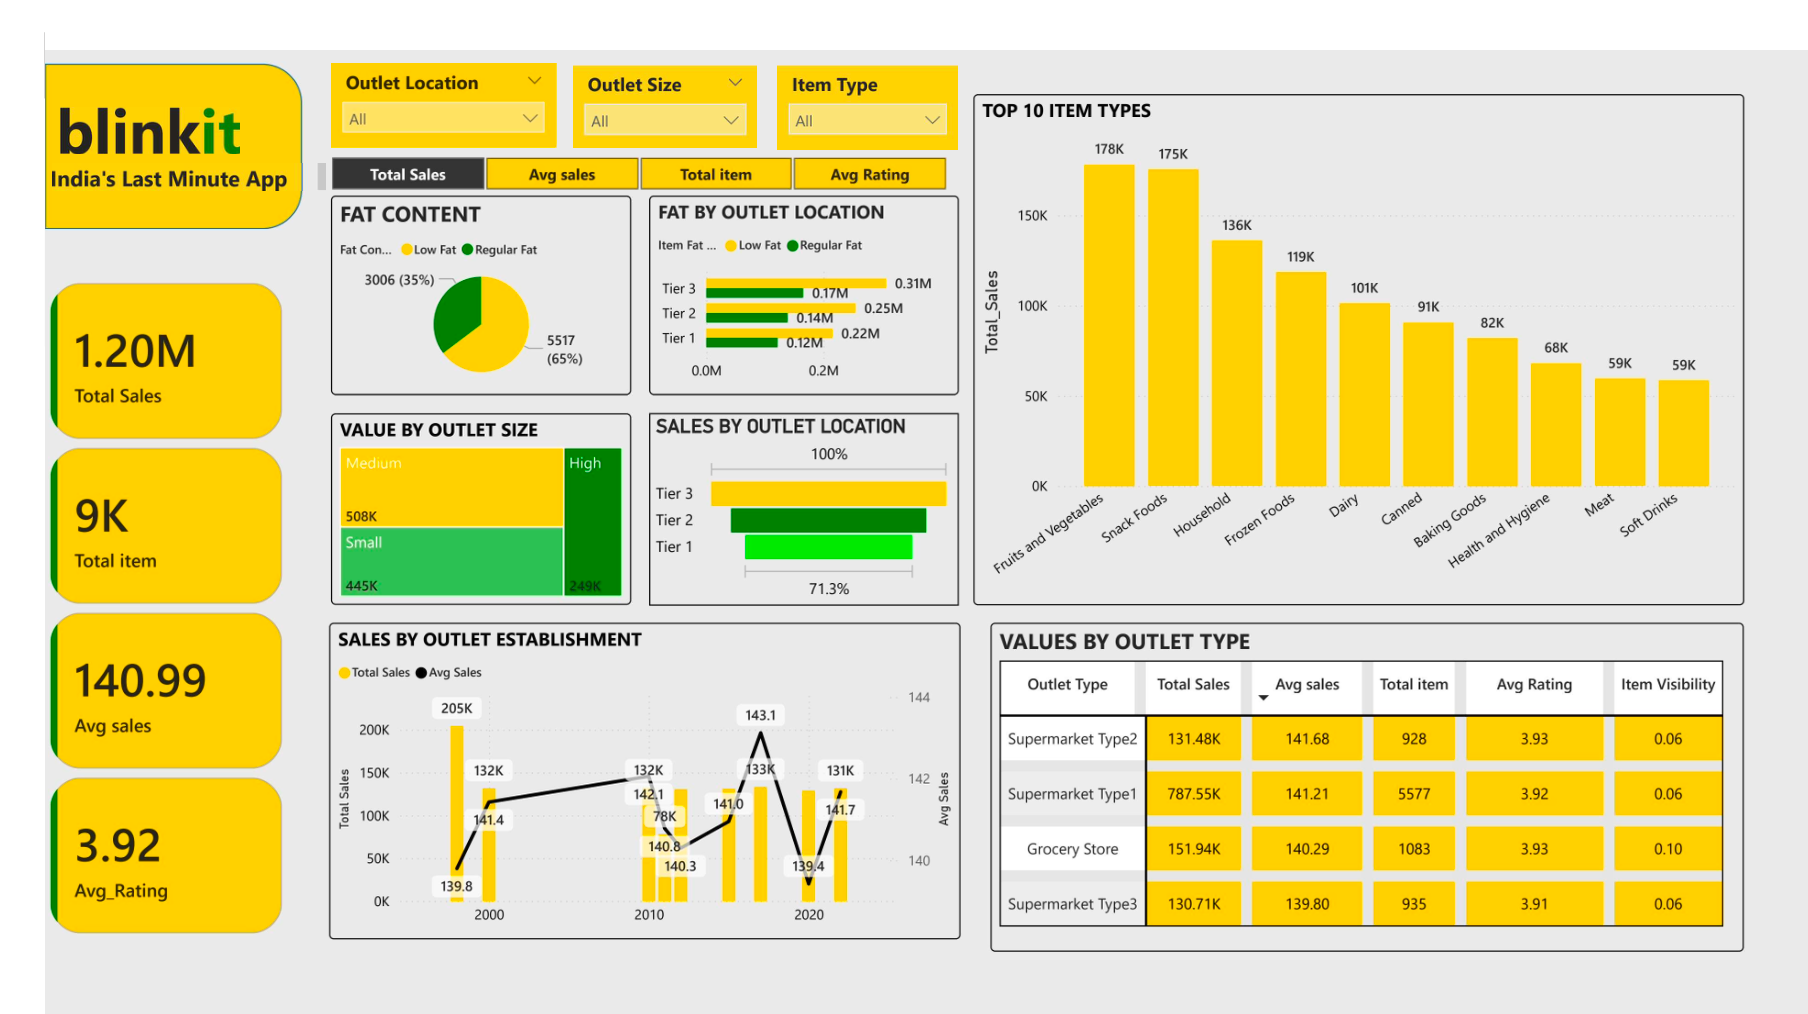 blinkit
India's Last Minute App
Outlet Location
All
Outlet Size
All
Item Type
All
Total Sales
Avg sales
Total item
Avg Rating
1.20M
Total Sales
9K
Total item
140.99
Avg sales
3.92
Avg_Rating
FAT CONTENT
Fat Con... Low Fat Regular Fat
3006 (35%)
5517
(65%)
FAT BY OUTLET LOCATION
Item Fat ... Low Fat Regular Fat
Tier 3 0.31M
0.17M
Tier 2 0.25M
0.14M
Tier 1 0.22M
0.12M
0.0M 0.2M
VALUE BY OUTLET SIZE
Medium
508K
Small
445K
High
249K
SALES BY OUTLET LOCATION
100%
Tier 3
Tier 2
Tier 1
71.3%
TOP 10 ITEM TYPES
Total_Sales
150K
100K
50K
0K
178K
175K
136K
119K
101K
91K
82K
68K
59K
59K
Fruits and Vegetables
Snack Foods
Household
Frozen Foods
Dairy
Canned
Baking Goods
Health and Hygiene
Meat
Soft Drinks
SALES BY OUTLET ESTABLISHMENT
Total Sales Avg Sales
Total Sales
200K
150K
100K
50K
0K
205K
132K
132K
78K
133K
131K
139.8
141.4
142.1
140.8
140.3
141.0
143.1
139.4
141.7
144
142
140
Avg Sales
2000 2010 2020
VALUES BY OUTLET TYPE
Outlet Type Total Sales Avg sales Total item Avg Rating Item Visibility
Supermarket Type2 131.48K 141.68 928 3.93 0.06
Supermarket Type1 787.55K 141.21 5577 3.92 0.06
Grocery Store 151.94K 140.29 1083 3.93 0.10
Supermarket Type3 130.71K 139.80 935 3.91 0.06